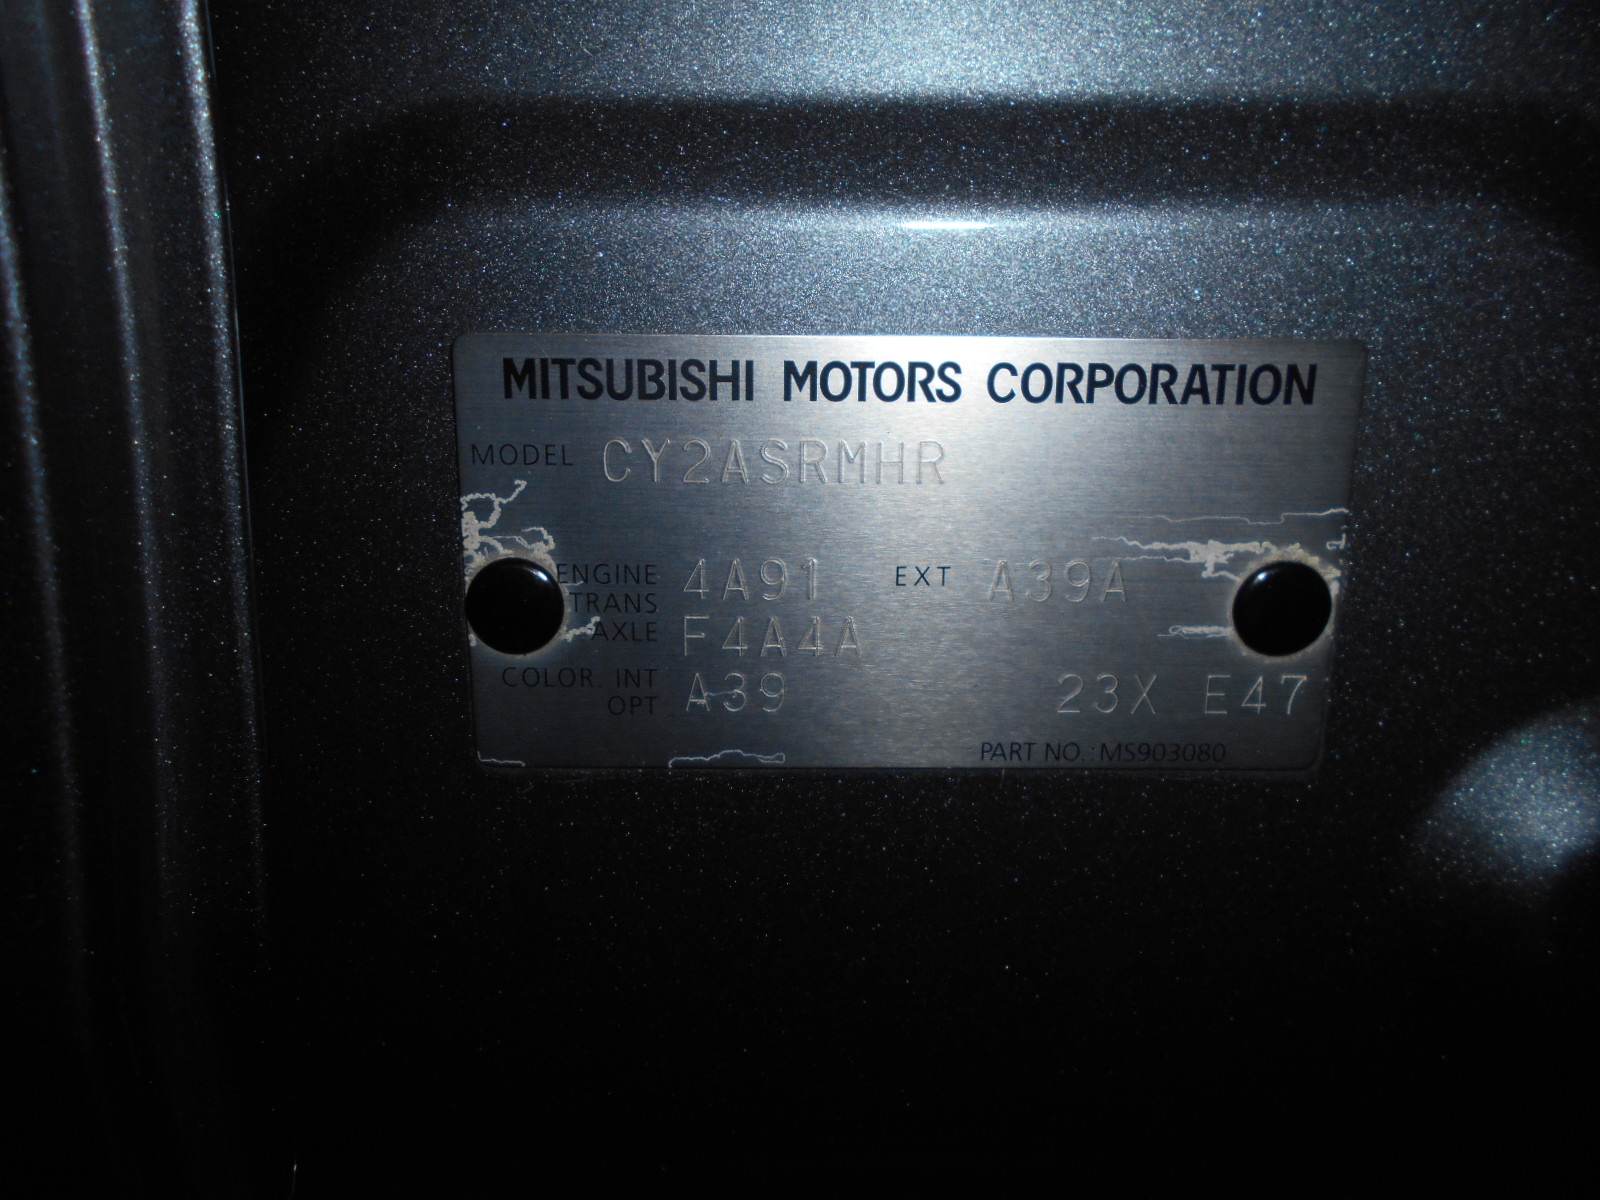 MITSUBISHI MOTORS CORPORATION
MODEL CY2ASRMHR
ENGINE 4A91 EXT A39A
TRANS
AXLE F4A4A
COLOR. INT
OPT A39 23X E47
PART NO.: MS903080